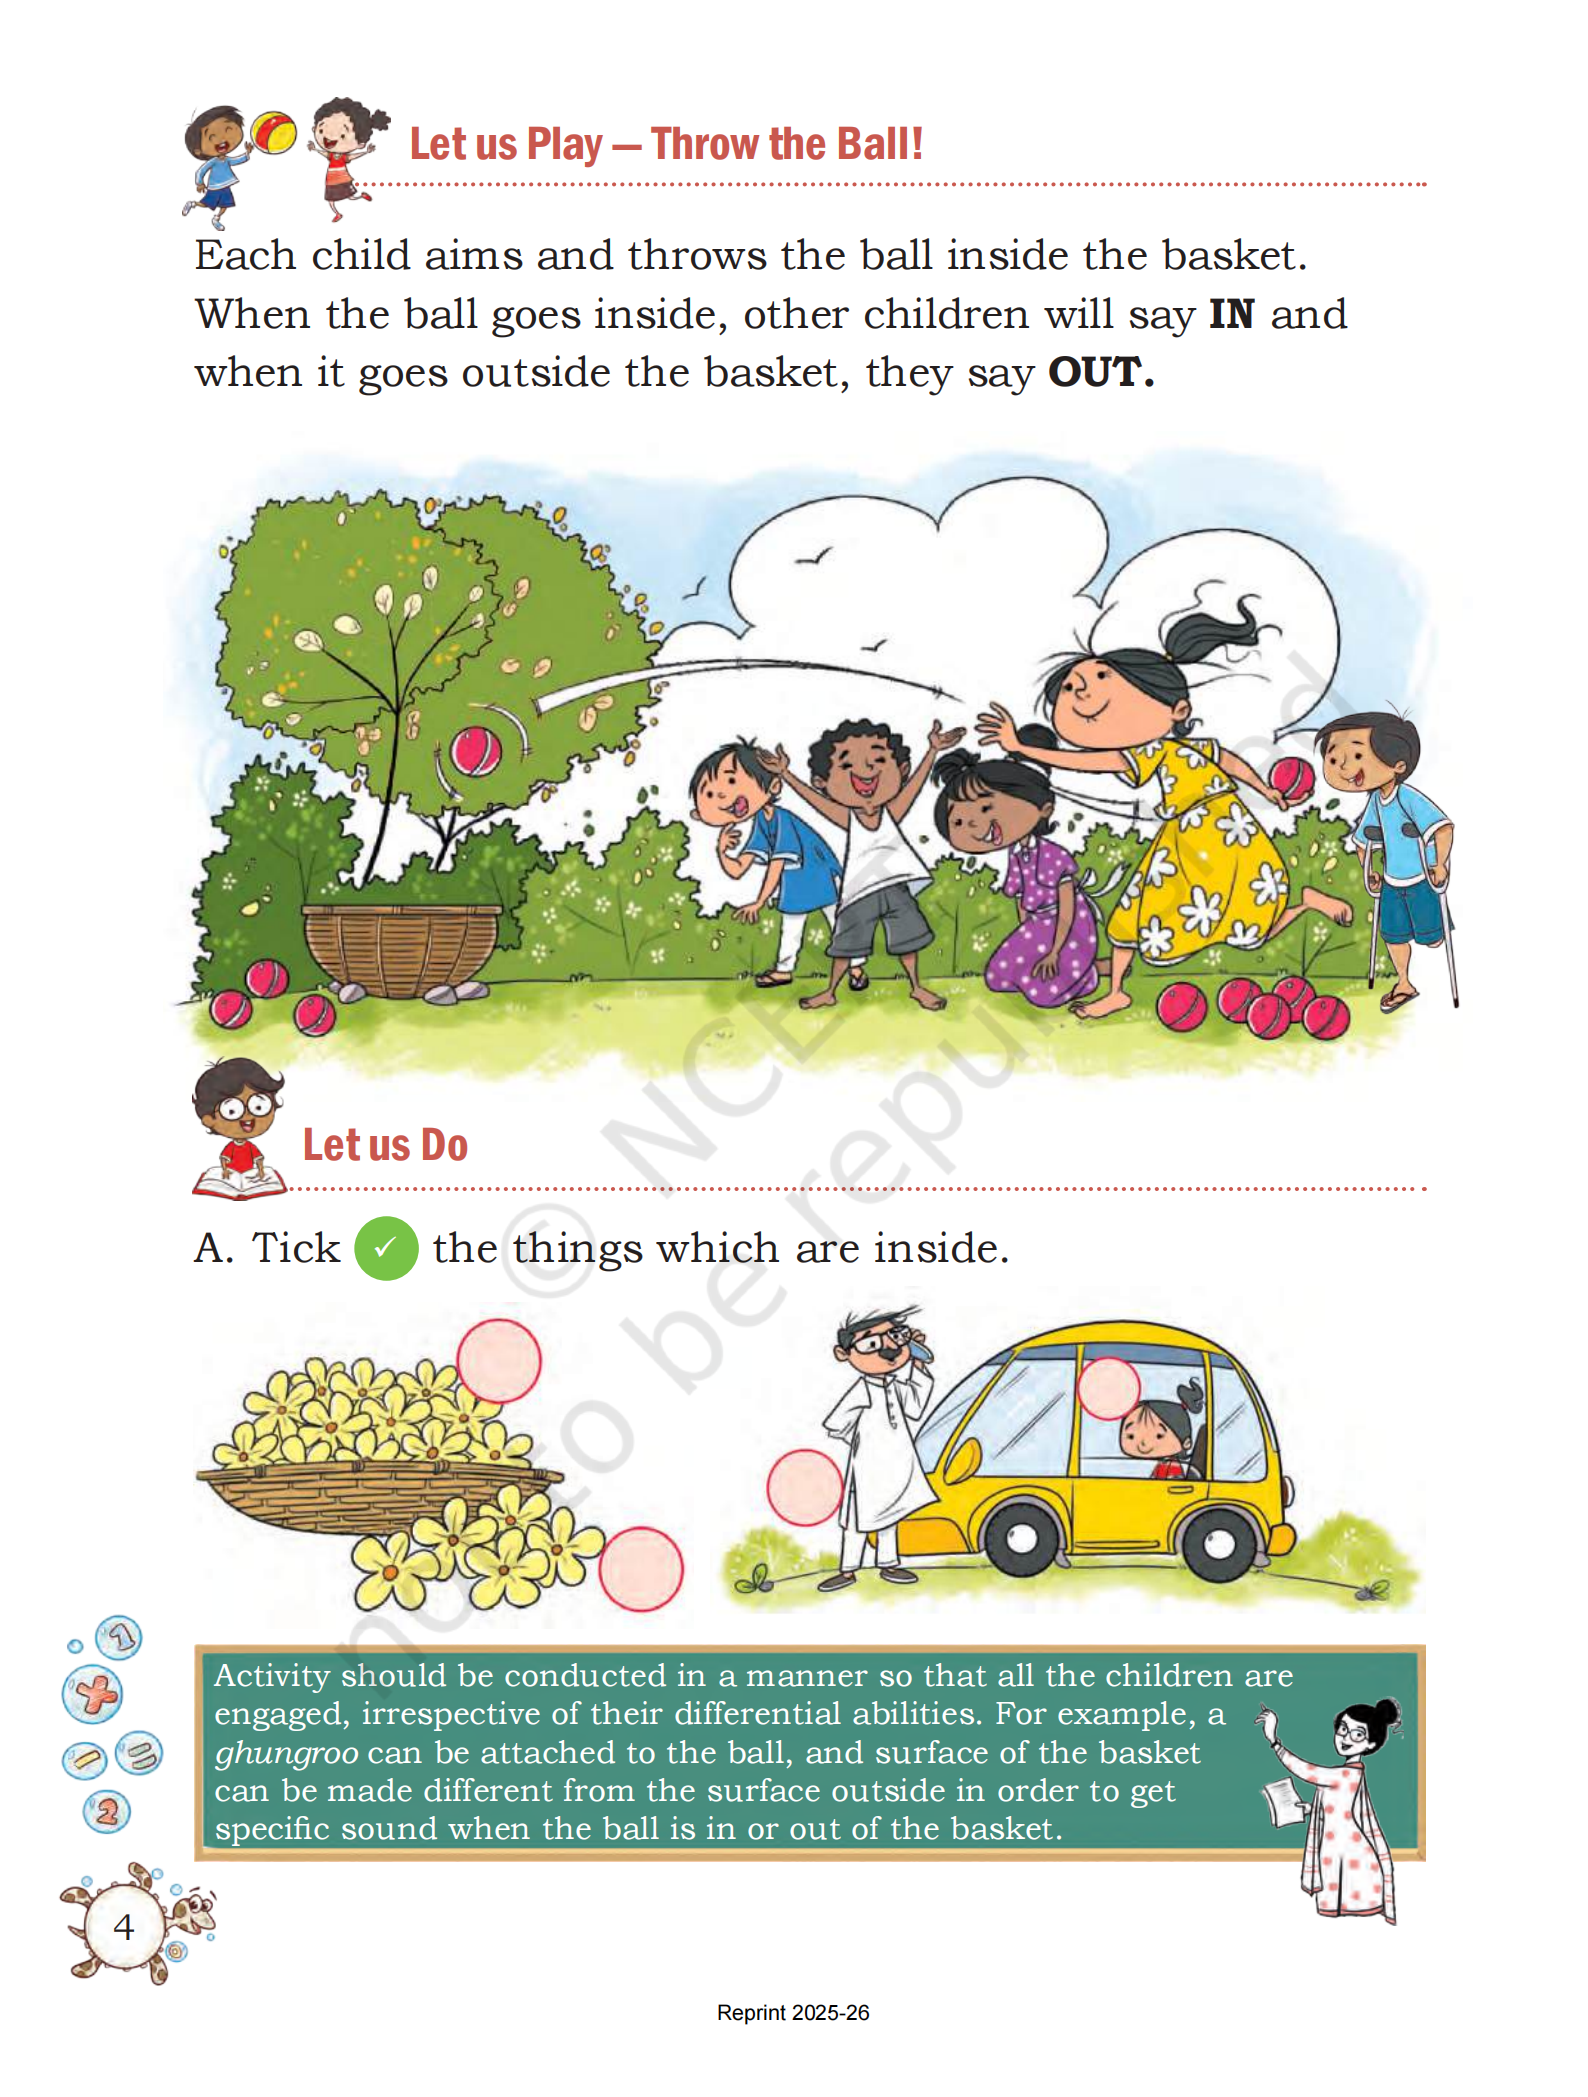 Let us Play — Throw the Ball!
Each child aims and throws the ball inside the basket.
When the ball goes inside, other children will say IN and
when it goes outside the basket, they say OUT.
Let us Do
A. Tick ✓ the things which are inside.
Activity should be conducted in a manner so that all the children are
engaged, irrespective of their differential abilities. For example, a
ghungroo can be attached to the ball, and surface of the basket
can be made different from the surface outside in order to get
specific sound when the ball is in or out of the basket.
1
2
4
Reprint 2025-26
© NCERT
not to be republished